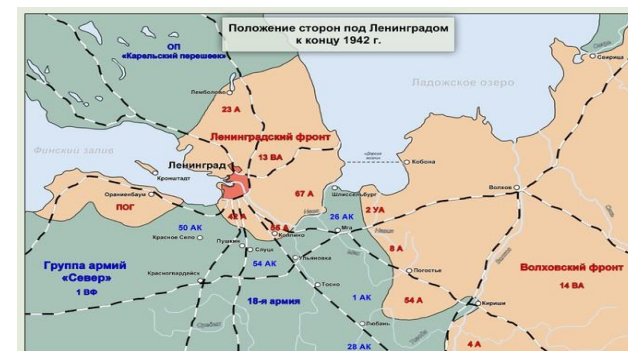 Положение сторон под Ленинградом
к концу 1942 г.
ОП
«Карельский перешеек»
Свирь
Свирица
Ладожское озеро
Лемболово
23 А
Ленинградский фронт
13 ВА
Финский залив
Ленинград
Кронштадт
Кобона
Ораниенбаум
ПОГ
67 А
Шлиссельбург
Волхов
42 А
55 А
Нева
26 АК
2 УА
50 АК
Красное Село
Пушкин
Колпино
Мга
Назия
8 А
Слуцк
54 АК
Ульяновка
Группа армий
«Север»
1 ВФ
Красногвардейск
Погостье
Волховский фронт
14 ВА
Тосно
18-я армия
1 АК
54 А
Кириши
Любань
28 АК
4 А